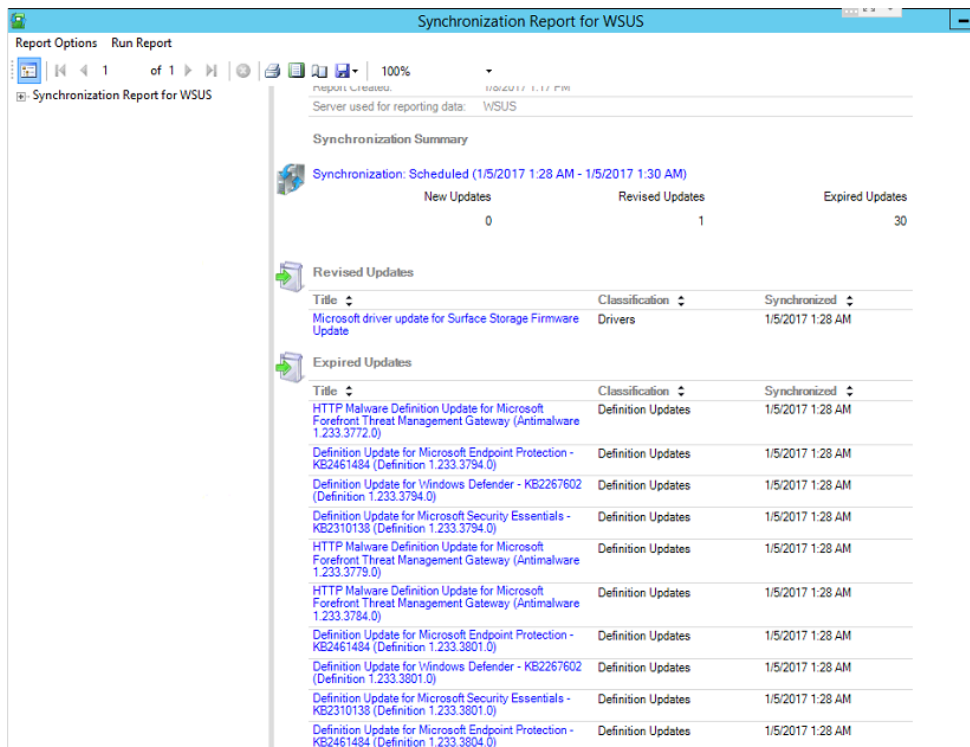 Synchronization Report for WSUS
Report Options Run Report
1 of 1 100%
Synchronization Report for WSUS
Report Created: 1/8/2017 1:17 PM
Server used for reporting data: WSUS
Synchronization Summary
Synchronization: Scheduled (1/5/2017 1:28 AM - 1/5/2017 1:30 AM)
New Updates Revised Updates Expired Updates
0 1 30
Revised Updates
Title Classification Synchronized
Microsoft driver update for Surface Storage Firmware Drivers 1/5/2017 1:28 AM
Update
Expired Updates
Title Classification Synchronized
HTTP Malware Definition Update for Microsoft Definition Updates 1/5/2017 1:28 AM
Forefront Threat Management Gateway (Antimalware
1.233.3772.0)
Definition Update for Microsoft Endpoint Protection - Definition Updates 1/5/2017 1:28 AM
KB2461484 (Definition 1.233.3794.0)
Definition Update for Windows Defender - KB2267602 Definition Updates 1/5/2017 1:28 AM
(Definition 1.233.3794.0)
Definition Update for Microsoft Security Essentials - Definition Updates 1/5/2017 1:28 AM
KB2310138 (Definition 1.233.3794.0)
HTTP Malware Definition Update for Microsoft Definition Updates 1/5/2017 1:28 AM
Forefront Threat Management Gateway (Antimalware
1.233.3779.0)
HTTP Malware Definition Update for Microsoft Definition Updates 1/5/2017 1:28 AM
Forefront Threat Management Gateway (Antimalware
1.233.3784.0)
Definition Update for Microsoft Endpoint Protection - Definition Updates 1/5/2017 1:28 AM
KB2461484 (Definition 1.233.3801.0)
Definition Update for Windows Defender - KB2267602 Definition Updates 1/5/2017 1:28 AM
(Definition 1.233.3801.0)
Definition Update for Microsoft Security Essentials - Definition Updates 1/5/2017 1:28 AM
KB2310138 (Definition 1.233.3801.0)
Definition Update for Microsoft Endpoint Protection - Definition Updates 1/5/2017 1:28 AM
KB2461484 (Definition 1.233.3804.0)